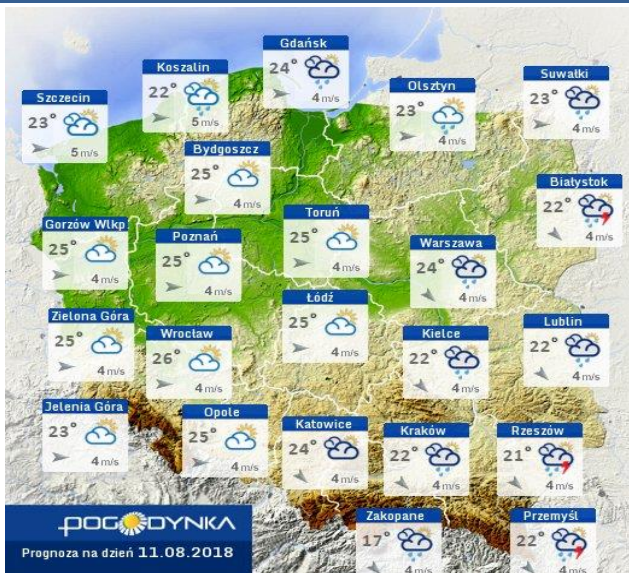 Gdańsk
24°
4 m/s
Koszalin
22°
5 m/s
Szczecin
23°
5 m/s
Olsztyn
23°
4 m/s
Suwałki
23°
4 m/s
Bydgoszcz
25°
4 m/s
Białystok
22°
4 m/s
Gorzów Wlkp
25°
4 m/s
Poznań
25°
4 m/s
Toruń
25°
4 m/s
Warszawa
24°
4 m/s
Łódź
25°
4 m/s
Zielona Góra
25°
4 m/s
Wrocław
26°
4 m/s
Kielce
22°
4 m/s
Lublin
22°
4 m/s
Jelenia Góra
23°
4 m/s
Opole
25°
4 m/s
Katowice
24°
4 m/s
Kraków
22°
4 m/s
Rzeszów
21°
4 m/s
Zakopane
17°
4 m/s
Przemyśl
22°
4 m/s
POGODYNKA
Prognoza na dzień 11.08.2018